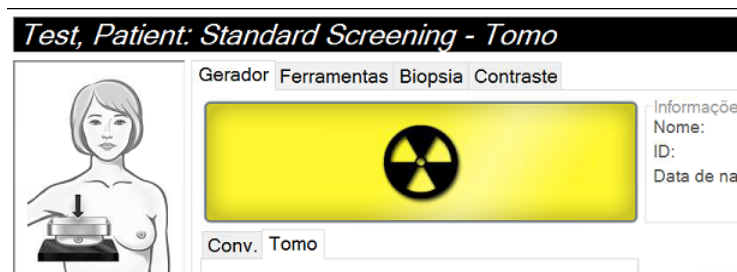 Test, Patient: Standard Screening - Tomo
Gerador Ferramentas Biopsia Contraste
Nome:
ID:
Conv. Tomo